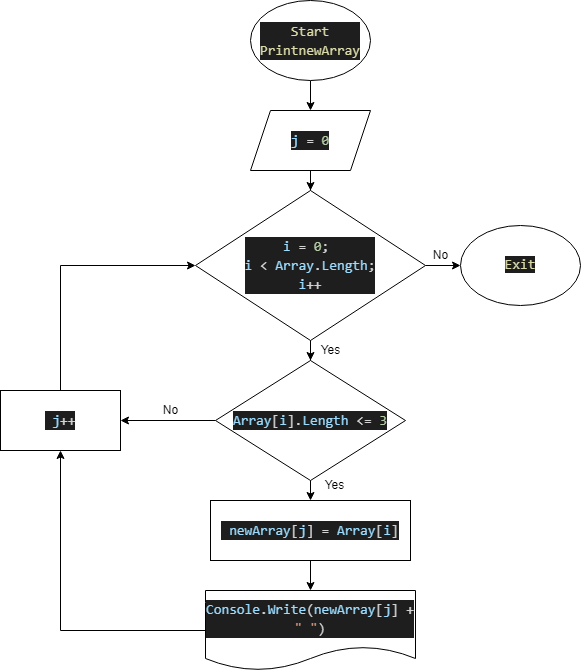 Start
PrintnewArray
j = 0
i = 0;
i < Array.Length;
i++
No
Exit
Yes
Array[i].Length <= 3
No
j++
Yes
newArray[j] = Array[i]
Console.Write(newArray[j] +
" ")